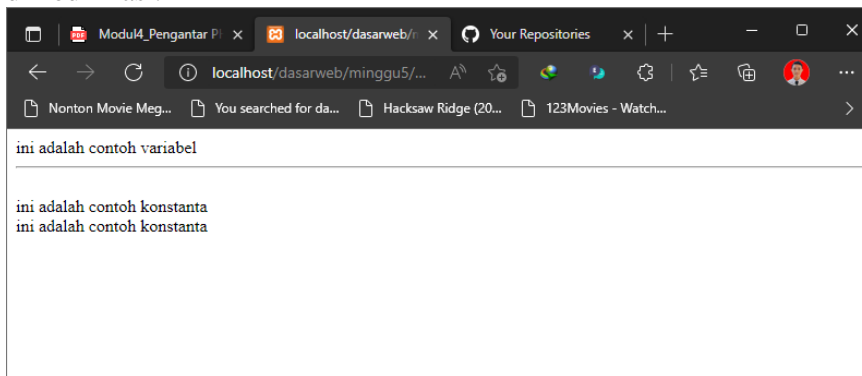 Modul4_Pengantar P
localhost/dasarweb/
Your Repositories
localhost/dasarweb/minggu5/...
Nonton Movie Meg...
You searched for da...
Hacksaw Ridge (20...
123Movies - Watch...
ini adalah contoh variabel
ini adalah contoh konstanta
ini adalah contoh konstanta